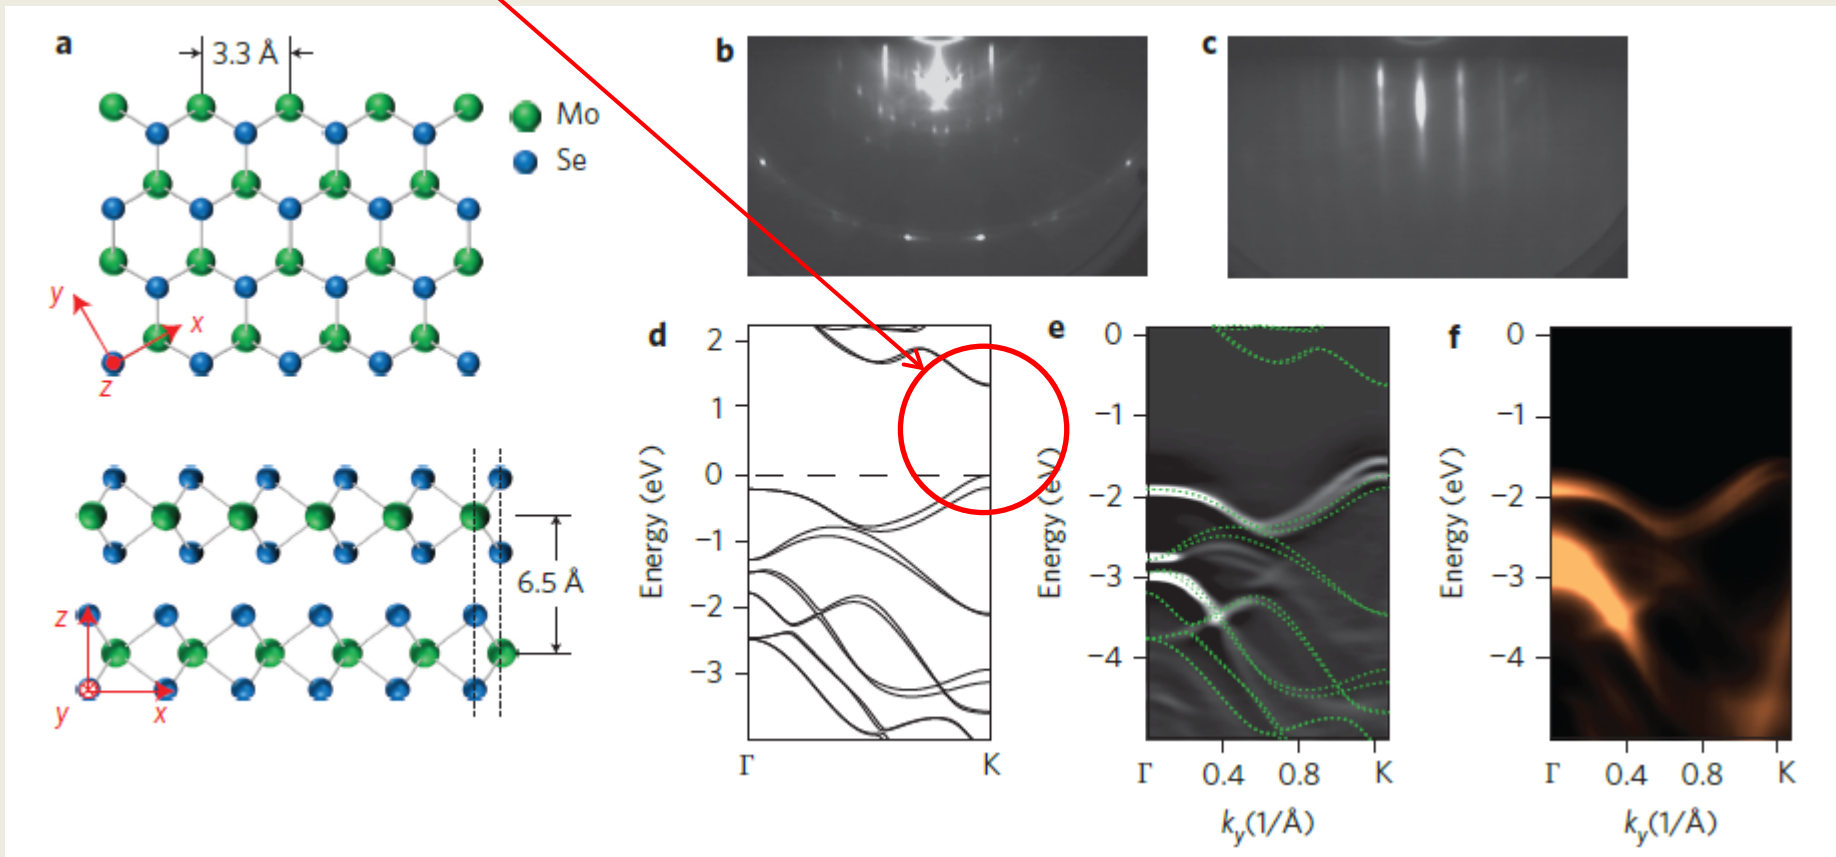 a
3.3 Å
Mo
Se
y
x
z
6.5 Å
z
y
x
b
c
d
2
1
0
−1
−2
−3
Energy (eV)
Γ
K
e
0
−1
−2
−3
−4
Energy (eV)
Γ
0.4
0.8
K
ky(1/Å)
f
0
−1
−2
−3
−4
Energy (eV)
Γ
0.4
0.8
K
ky(1/Å)